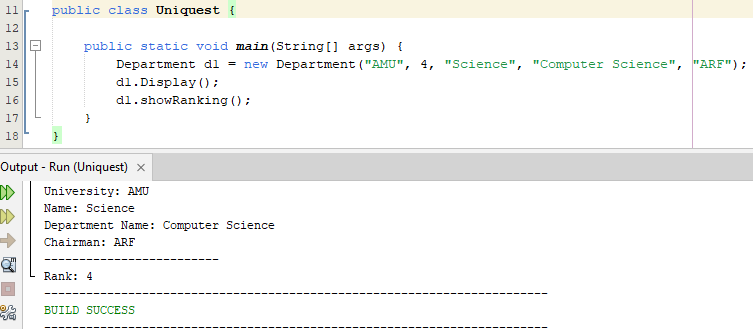 11 public class Uniquest {
12
13 public static void main(String[] args) {
14 Department d1 = new Department("AMU", 4, "Science", "Computer Science", "ARF");
15 d1.Display();
16 d1.showRanking();
17 }
18 }
Output - Run (Uniquest) ×
University: AMU
Name: Science
Department Name: Computer Science
Chairman: ARF
-------------------------
Rank: 4
------------------------------------------------------------------------
BUILD SUCCESS
------------------------------------------------------------------------